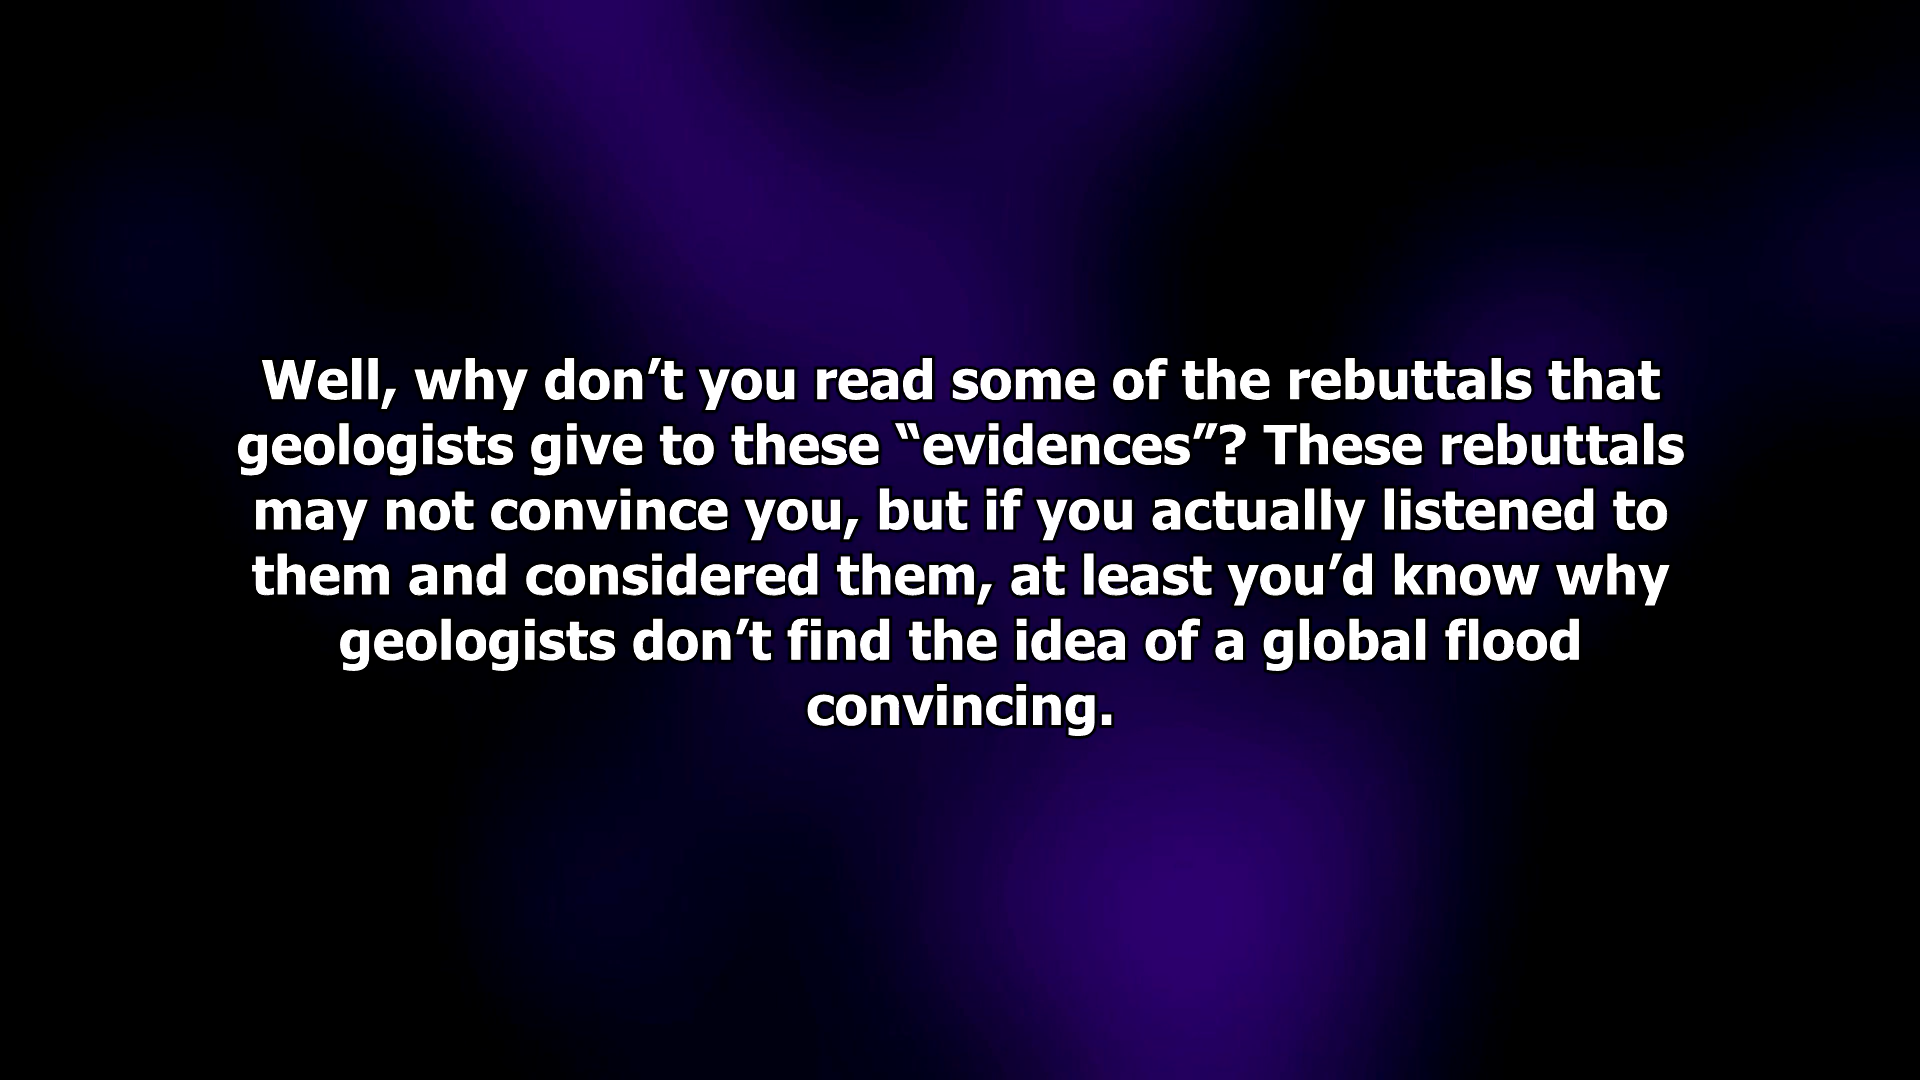 Well, why don’t you read some of the rebuttals that
geologists give to these “evidences”? These rebuttals
may not convince you, but if you actually listened to
them and considered them, at least you’d know why
geologists don’t find the idea of a global flood
convincing.